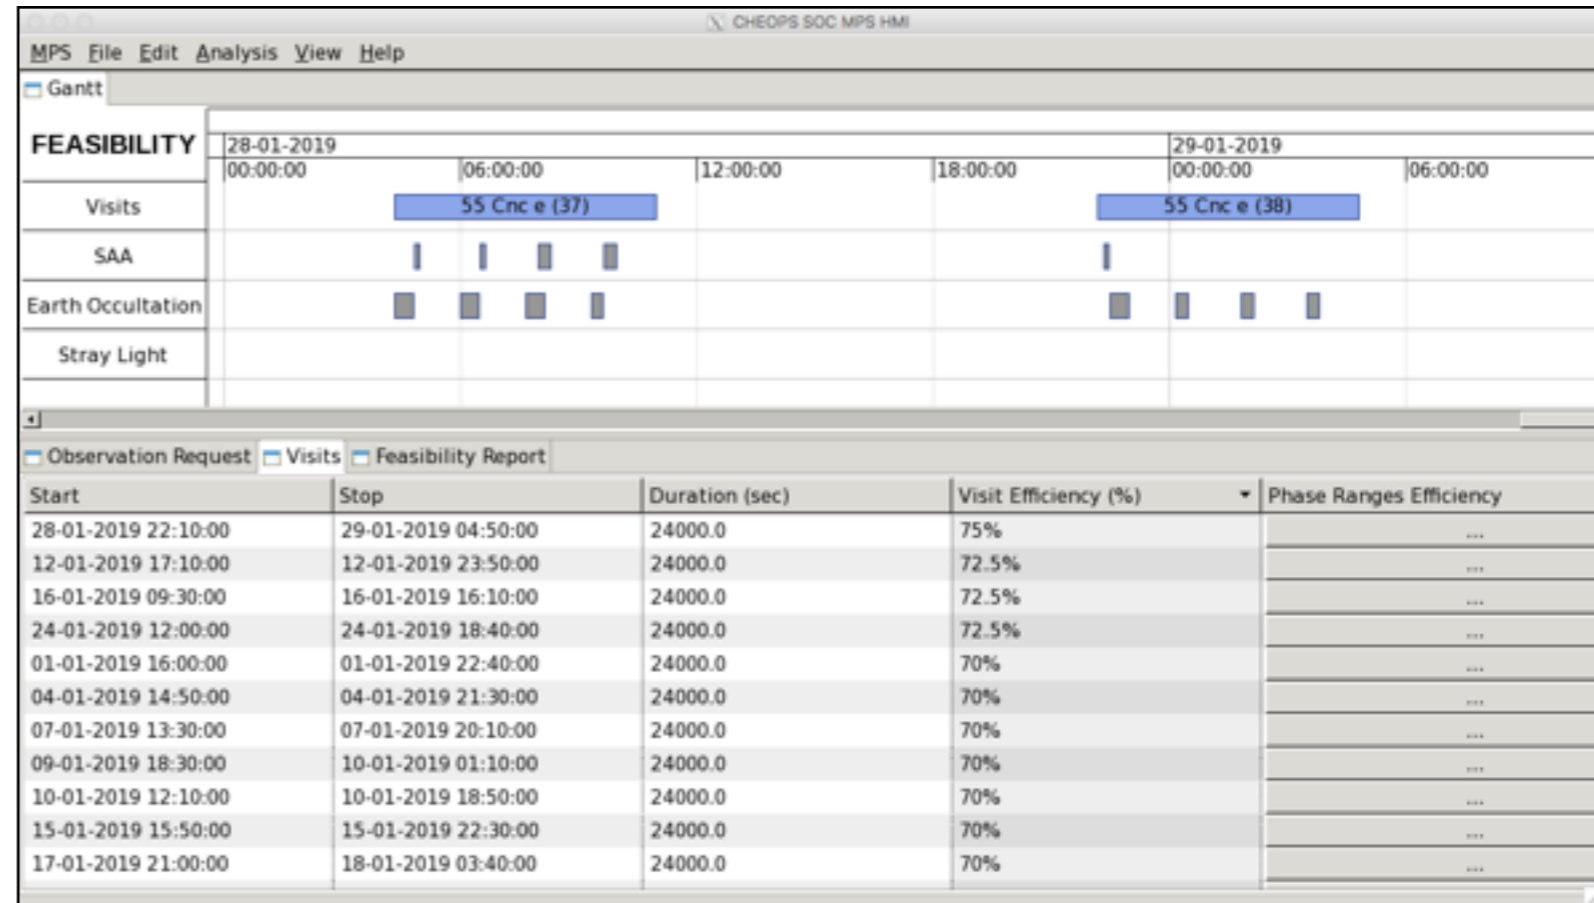 CHEOPS SOC MPS HMI
MPS File Edit Analysis View Help
Gantt
FEASIBILITY 28-01-2019 29-01-2019
00:00:00 06:00:00 12:00:00 18:00:00 00:00:00 06:00:00
Visits 55 Cnc e (37) 55 Cnc e (38)
SAA
Earth Occultation
Stray Light
Observation Request Visits Feasibility Report
Start Stop Duration (sec) Visit Efficiency (%) Phase Ranges Efficiency
28-01-2019 22:10:00 29-01-2019 04:50:00 24000.0 75% ...
12-01-2019 17:10:00 12-01-2019 23:50:00 24000.0 72.5% ...
16-01-2019 09:30:00 16-01-2019 16:10:00 24000.0 72.5% ...
24-01-2019 12:00:00 24-01-2019 18:40:00 24000.0 72.5% ...
01-01-2019 16:00:00 01-01-2019 22:40:00 24000.0 70% ...
04-01-2019 14:50:00 04-01-2019 21:30:00 24000.0 70% ...
07-01-2019 13:30:00 07-01-2019 20:10:00 24000.0 70% ...
09-01-2019 18:30:00 10-01-2019 01:10:00 24000.0 70% ...
10-01-2019 12:10:00 10-01-2019 18:50:00 24000.0 70% ...
15-01-2019 15:50:00 15-01-2019 22:30:00 24000.0 70% ...
17-01-2019 21:00:00 18-01-2019 03:40:00 24000.0 70% ...